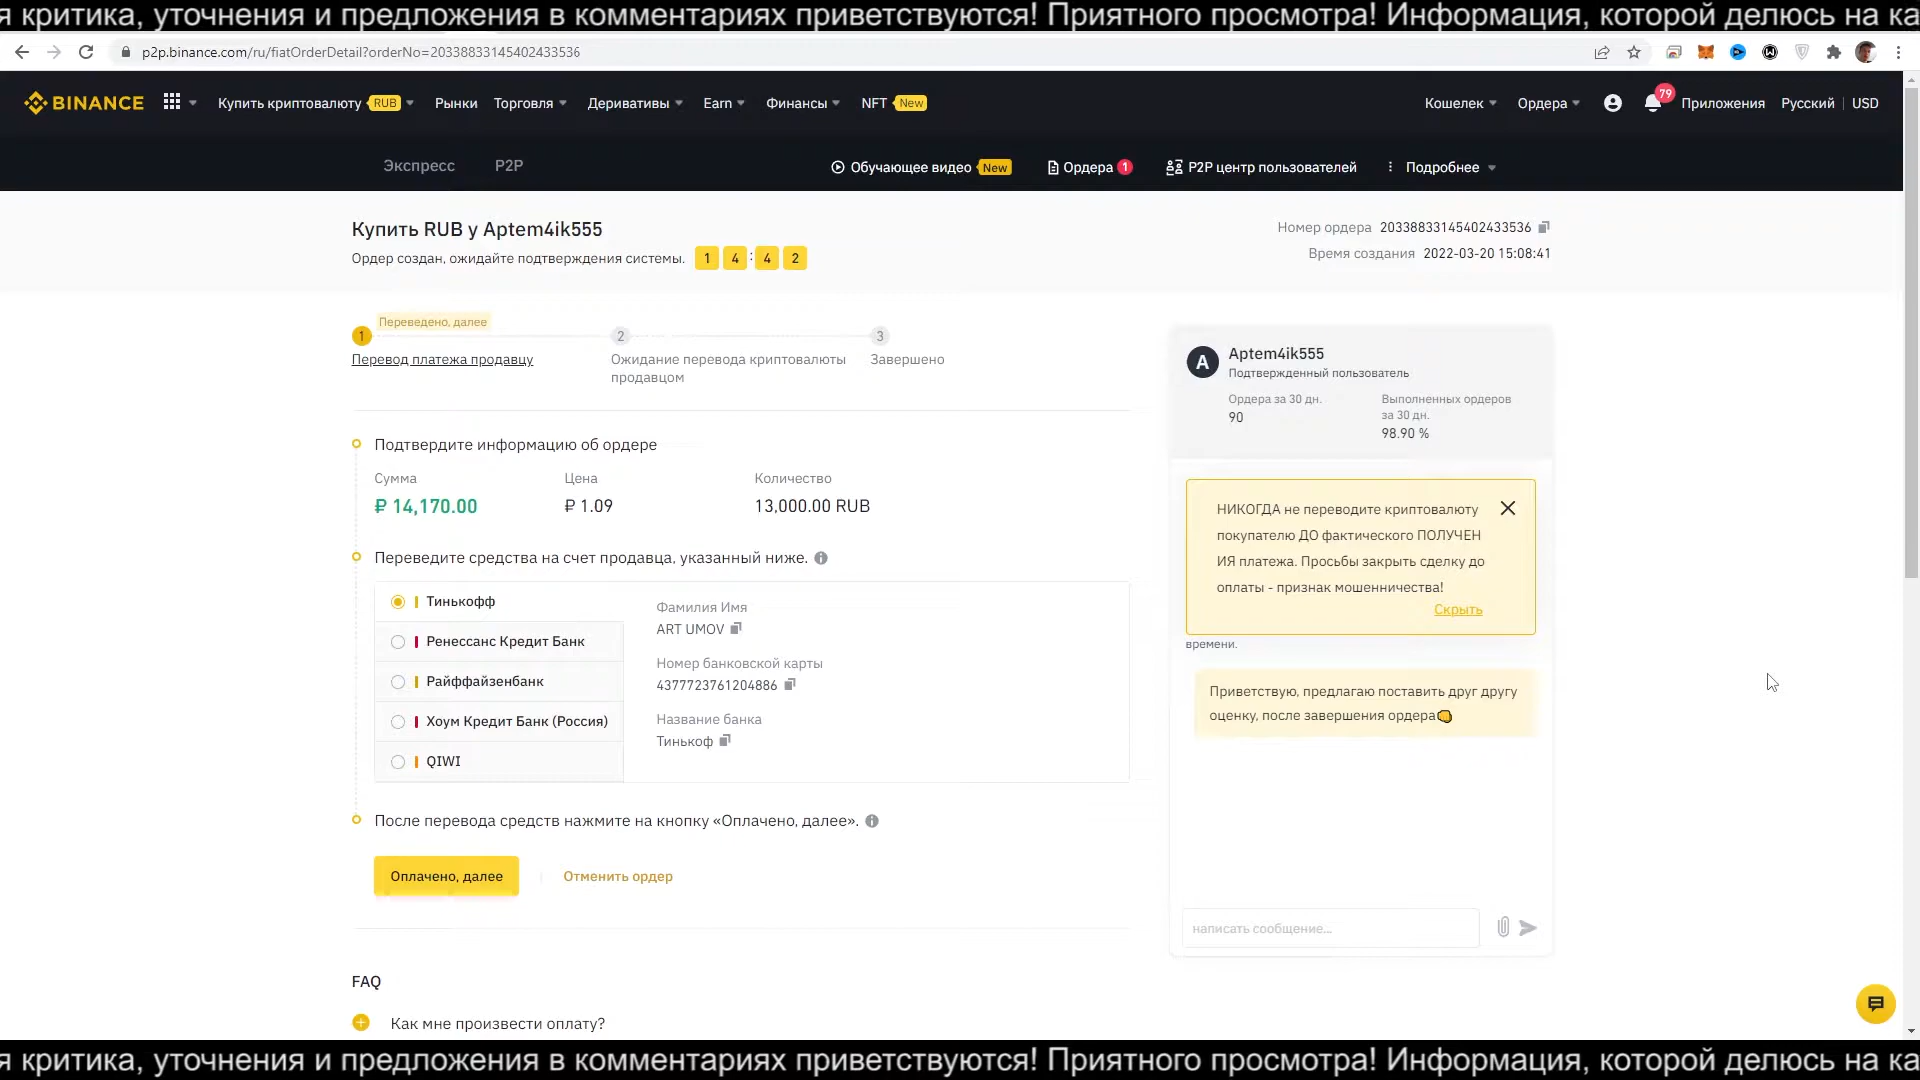 я критика, уточнения и предложения в комментариях приветствуются! Приятного просмотра! Информация, которой делюсь на ка
p2p.binance.com/ru/fiatOrderDetail?orderNo=20338833145402433536
BINANCE Купить криптовалюту RUB Рынки Торговля Деривативы Earn Финансы NFT New Кошелек Ордера 79 Приложения Русский USD
Экспресс P2P Обучающее видео New Ордера 1 P2P центр пользователей Подробнее
Купить RUB у Aptem4ik555
Ордер создан, ожидайте подтверждения системы. 1 4 : 4 2
Номер ордера 20338833145402433536
Время создания 2022-03-20 15:08:41
Переведено, далее
1 2 3
Перевод платежа продавцу
Ожидание перевода криптовалюты
продавцом
Завершено
Подтвердите информацию об ордере
Сумма Цена Количество
₽ 14,170.00 ₽ 1.09 13,000.00 RUB
Переведите средства на счет продавца, указанный ниже.
Тинькофф
Ренессанс Кредит Банк
Райффайзенбанк
Хоум Кредит Банк (Россия)
QIWI
Фамилия Имя
ART UMOV
Номер банковской карты
4377723761204886
Название банка
Тинькоф
После перевода средств нажмите на кнопку «Оплачено, далее».
Оплачено, далее Отменить ордер
FAQ
Как мне произвести оплату?
A Aptem4ik555
Подтвержденный пользователь
Ордера за 30 дн.
90
Выполненных ордеров
за 30 дн.
98.90 %
НИКОГДА не переводите криптовалюту
покупателю ДО фактического ПОЛУЧЕН
ИЯ платежа. Просьбы закрыть сделку до
оплаты - признак мошенничества!
Скрыть
времени.
Приветствую, предлагаю поставить друг другу
оценку, после завершения ордера
написать сообщение...
я критика, уточнения и предложения в комментариях приветствуются! Приятного просмотра! Информация, которой делюсь на ка